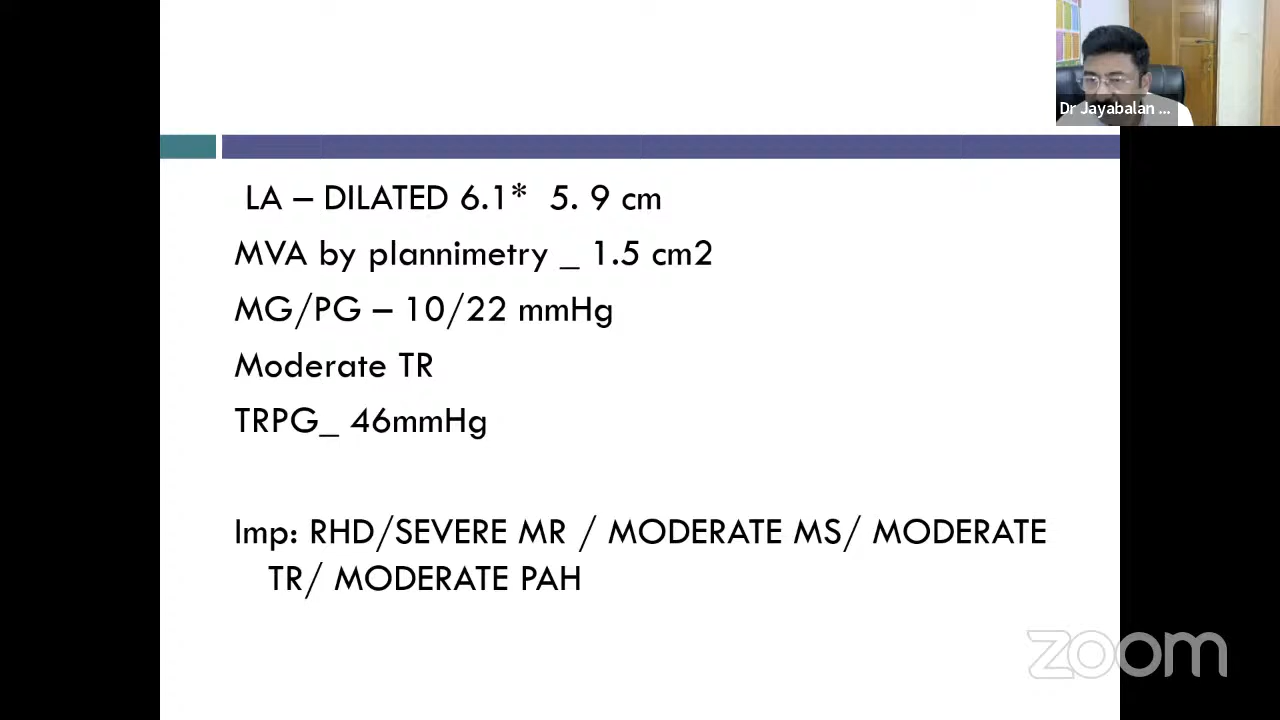 Dr Jayabalan ...
LA – DILATED 6.1* 5. 9 cm
MVA by plannimetry _ 1.5 cm2
MG/PG – 10/22 mmHg
Moderate TR
TRPG_ 46mmHg
Imp: RHD/SEVERE MR / MODERATE MS/ MODERATE
TR/ MODERATE PAH
zoom